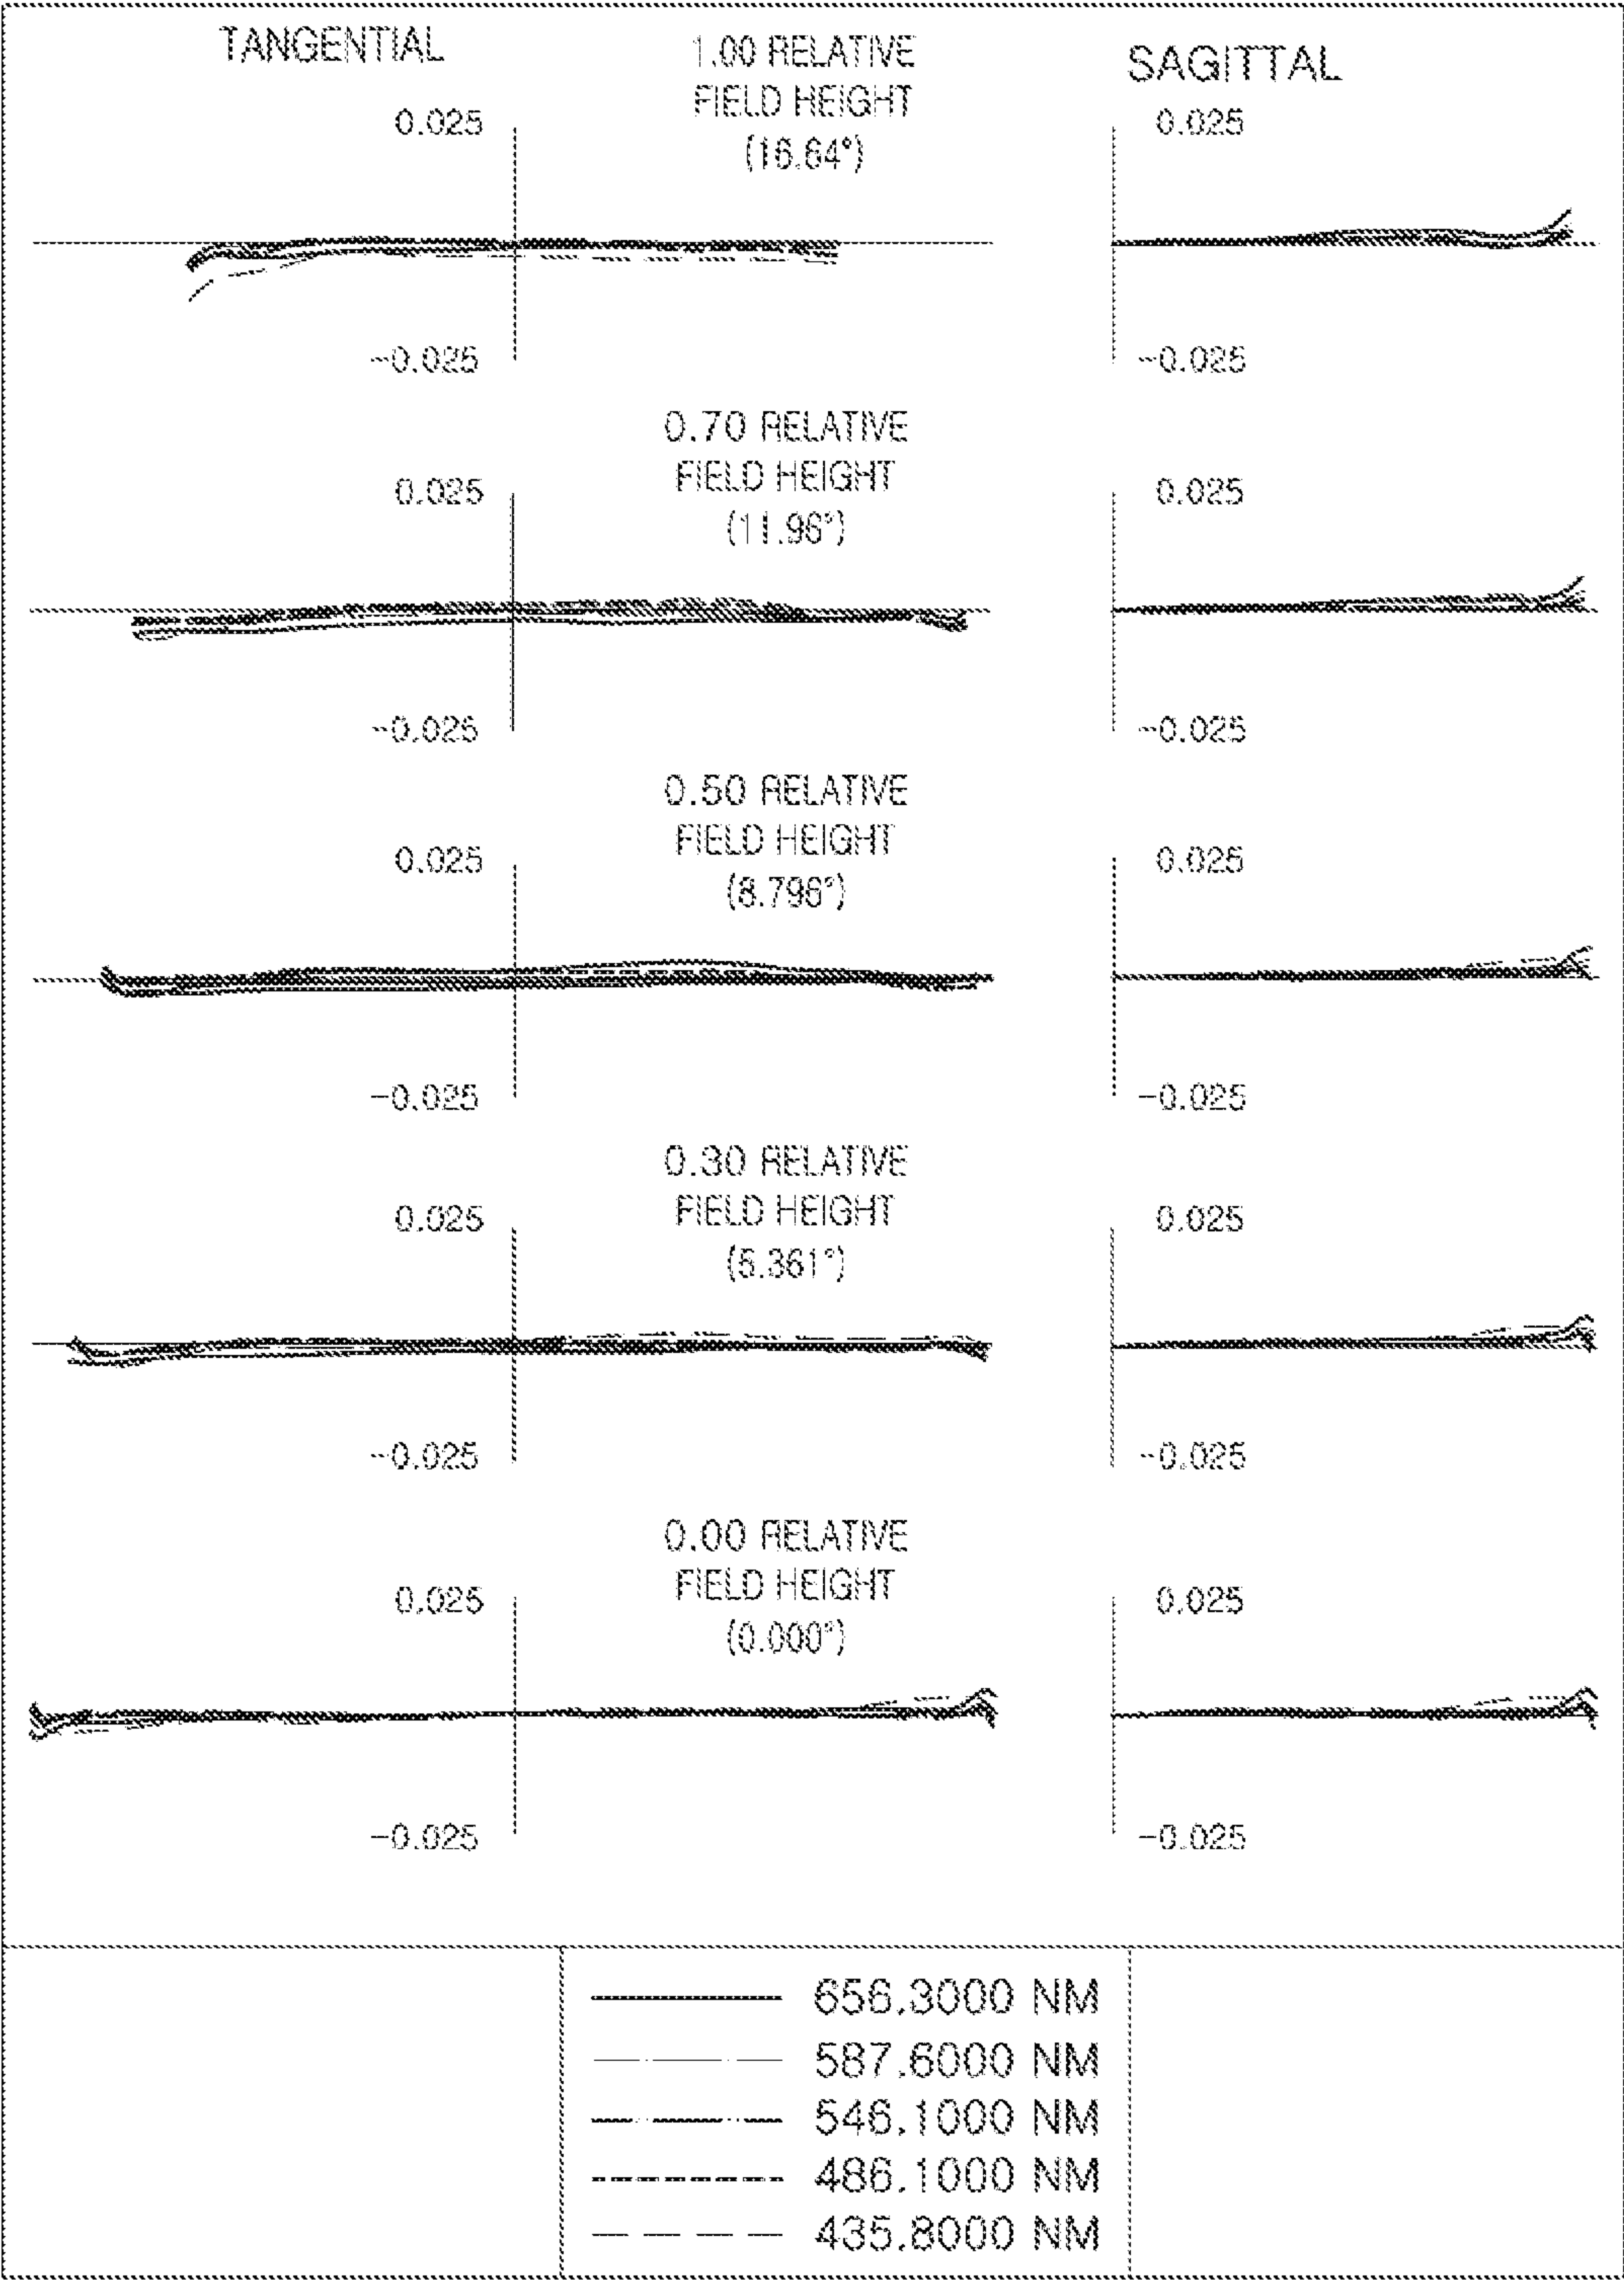 TANGENTIAL
1.00 RELATIVE
FIELD HEIGHT
(16.64°)
SAGITTAL
0.025
0.025
-0.025
-0.025
0.70 RELATIVE
FIELD HEIGHT
(11.96°)
0.025
0.025
-0.025
-0.025
0.50 RELATIVE
FIELD HEIGHT
(8.796°)
0.025
0.025
-0.025
-0.025
0.30 RELATIVE
FIELD HEIGHT
(5.361°)
0.025
0.025
-0.025
-0.025
0.00 RELATIVE
FIELD HEIGHT
(0.000°)
0.025
0.025
-0.025
-0.025
656.3000 NM
587.6000 NM
546.1000 NM
486.1000 NM
435.8000 NM